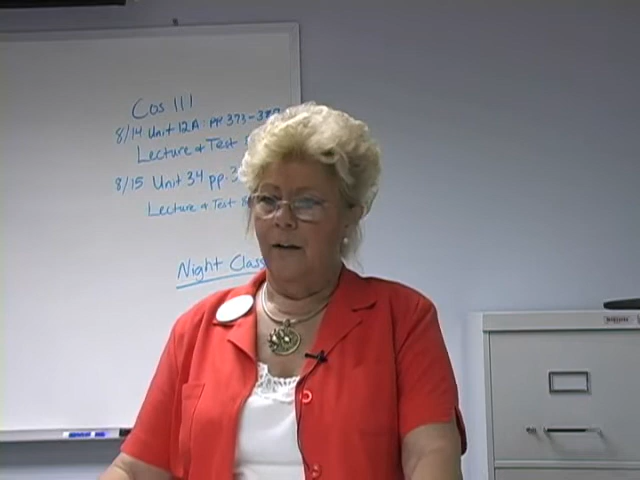 Cos 111
8/14 Unit 12A: pp 373-
Lecture & Test
8/15 Unit 34 pp. 3
Lecture & Test
Night Class